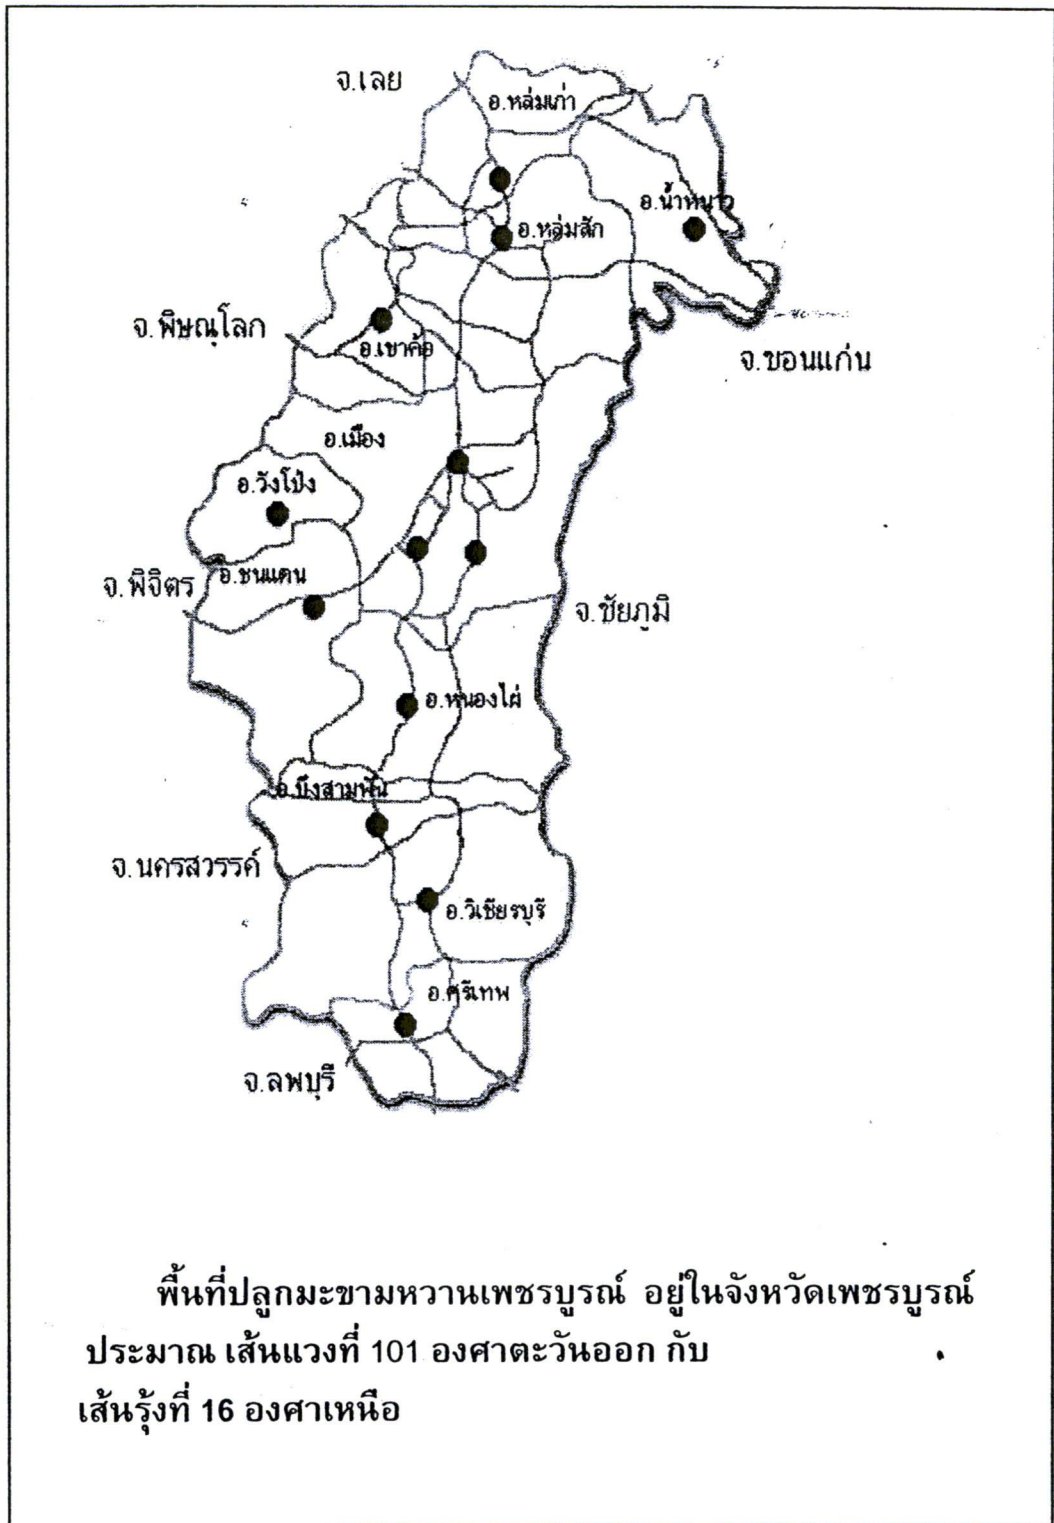 จ.เลย
อ.หล่มเก่า
อ.น้ำหนาว
อ.หล่มสัก
จ.พิษณุโลก
อ.เขาค้อ
จ.ขอนแก่น
อ.เมือง
อ.วังโป่ง
อ.ชนแดน
จ.พิจิตร
จ.ชัยภูมิ
อ.หนองไผ่
อ.บึงสามพัน
จ.นครสวรรค์
อ.วิเชียรบุรี
อ.ศรีเทพ
จ.ลพบุรี
พื้นที่ปลูกมะขามหวานเพชรบูรณ์ อยู่ในจังหวัดเพชรบูรณ์
ประมาณ เส้นแวงที่ 101 องศาตะวันออก กับ
เส้นรุ้งที่ 16 องศาเหนือ